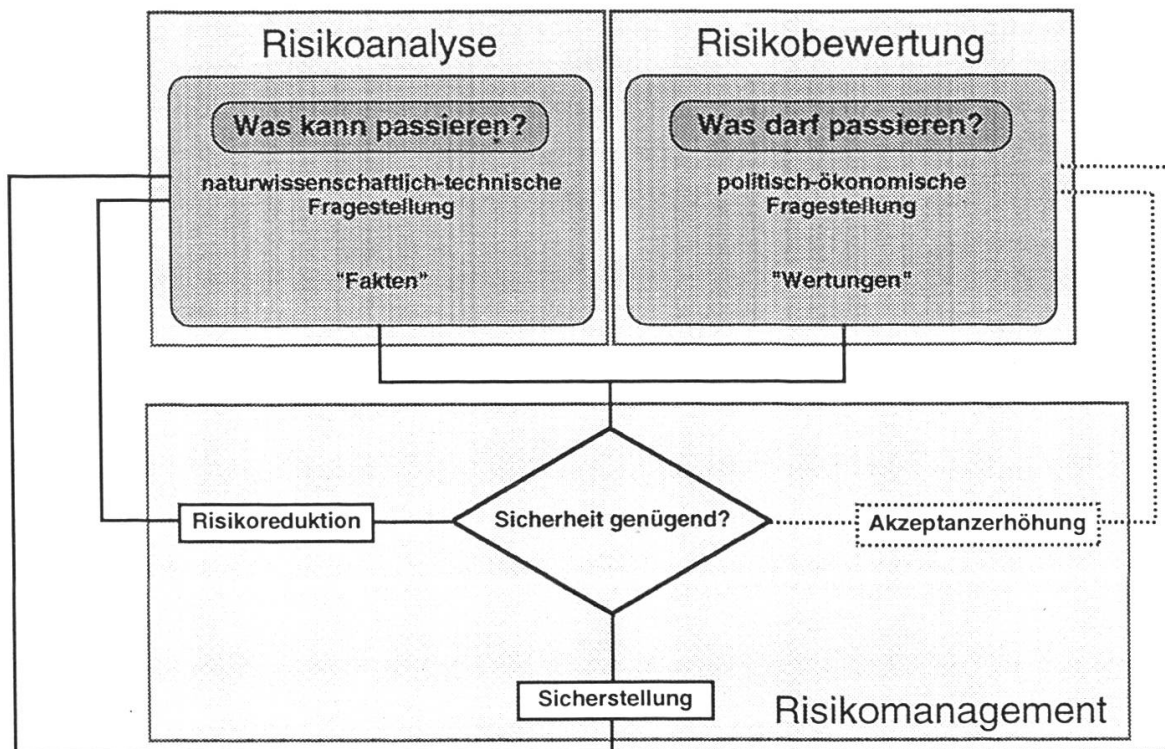 Risikoanalyse
Was kann passieren?
naturwissenschaftlich-technische
Fragestellung
"Fakten"
Risikobewertung
Was darf passieren?
politisch-ökonomische
Fragestellung
"Wertungen"
Risikoreduktion
Sicherheit genügend?
Akzeptanzerhöhung
Sicherstellung
Risikomanagement